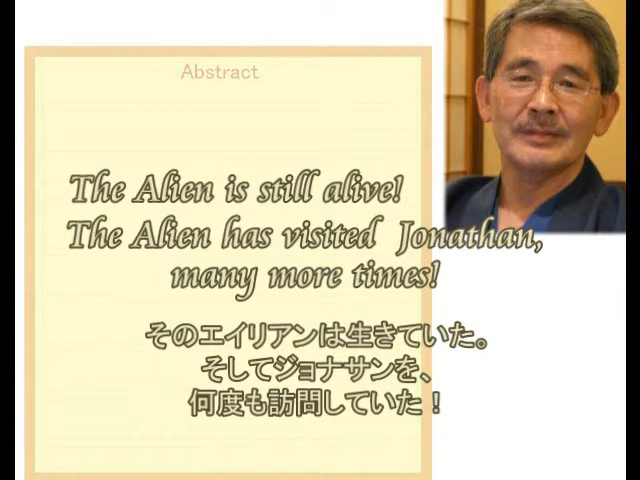 Abstract
The Alien is still alive!
The Alien has visited Jonathan,
many more times!
そのエイリアンは生きていた。
そしてジョナサンを、
何度も訪問していた！